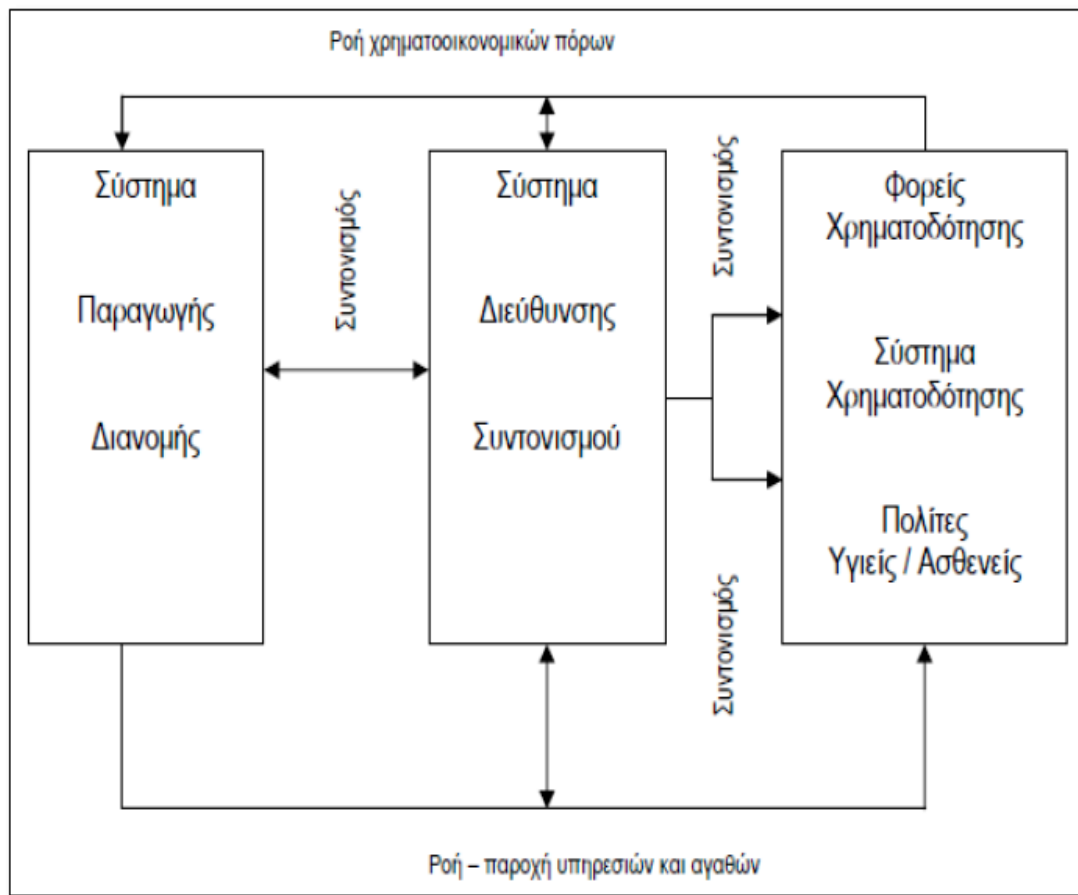 Ροή χρηματοοικονομικών πόρων
Σύστημα
Παραγωγής
Διανομής
Συντονισμός
Σύστημα
Διεύθυνσης
Συντονισμού
Συντονισμός
Συντονισμός
Φορείς
Χρηματοδότησης
Σύστημα
Χρηματοδότησης
Πολίτες
Υγιείς / Ασθενείς
Ροή – παροχή υπηρεσιών και αγαθών